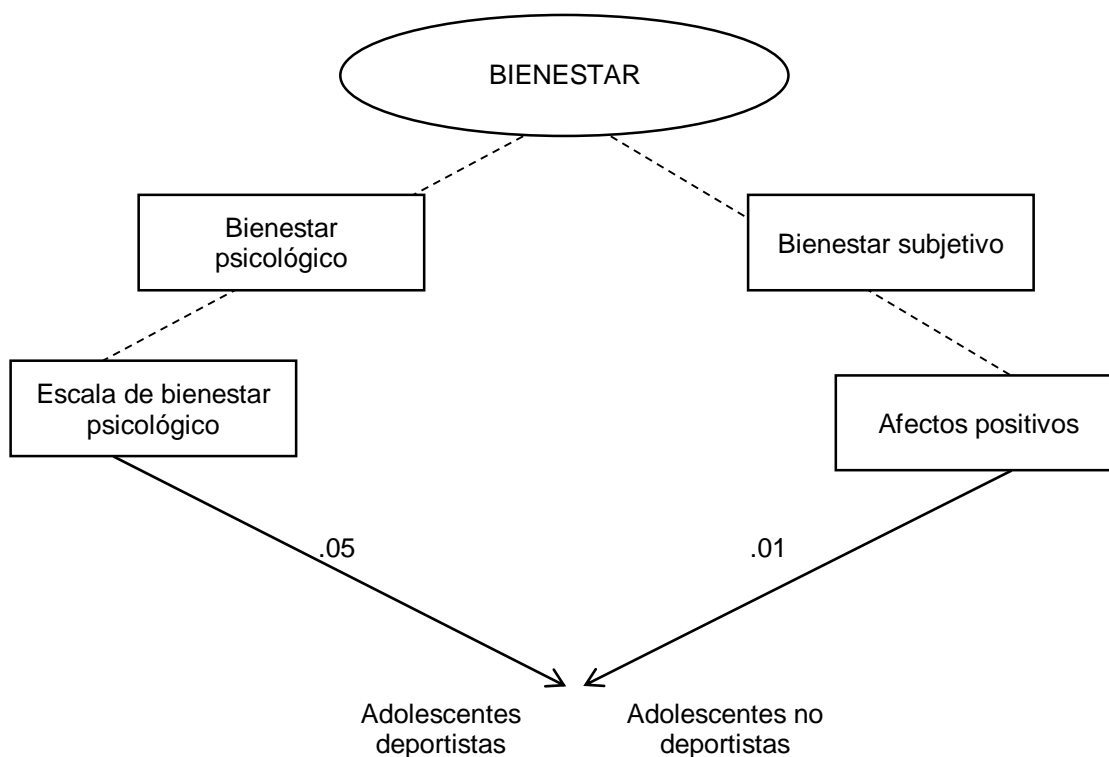 BIENESTAR
Bienestar
psicológico
Bienestar subjetivo
Escala de bienestar
psicológico
Afectos positivos
.05
.01
Adolescentes
deportistas
Adolescentes no
deportistas